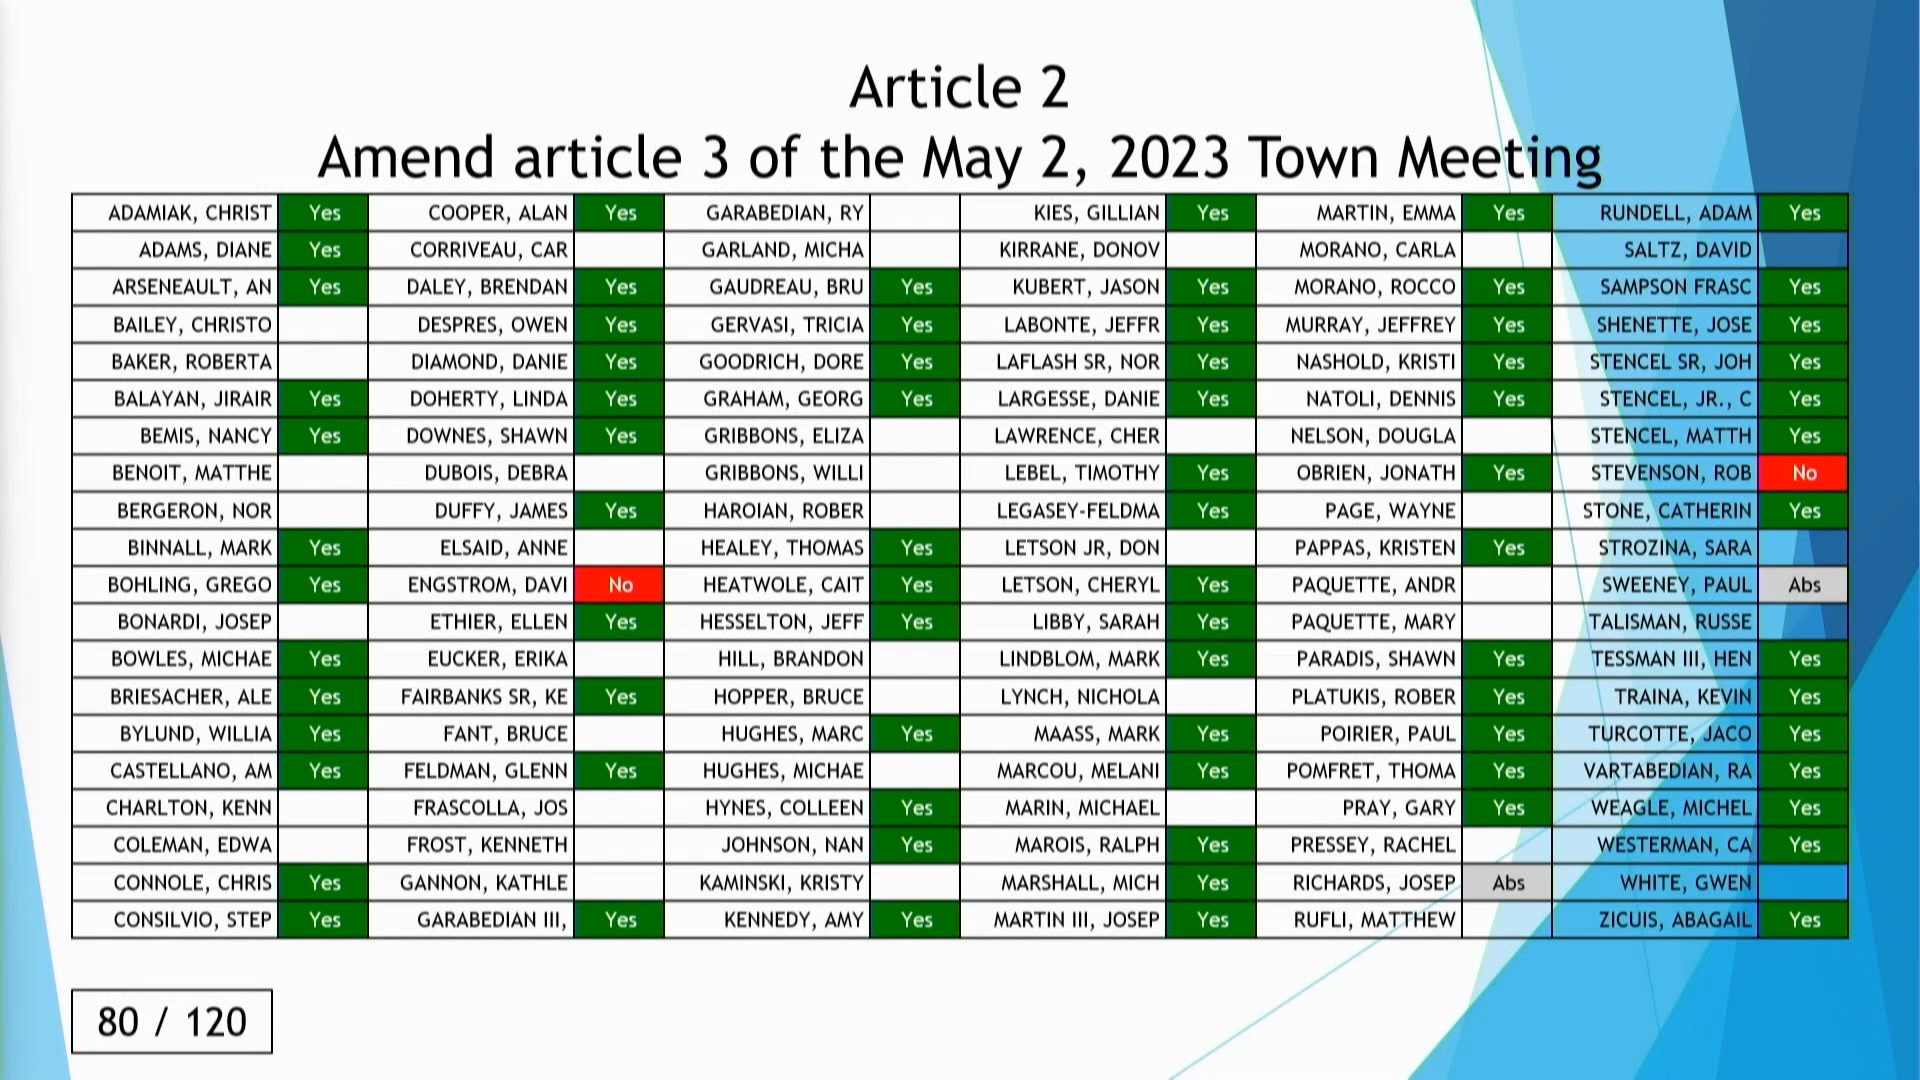 Article 2
Amend article 3 of the May 2, 2023 Town Meeting
ADAMIAK, CHRIST Yes COOPER, ALAN Yes GARABEDIAN, RY KIES, GILLIAN Yes MARTIN, EMMA Yes RUNDELL, ADAM Yes
ADAMS, DIANE Yes CORRIVEAU, CAR GARLAND, MICHA KIRRANE, DONOV MORANO, CARLA SALTZ, DAVID
ARSENEAULT, AN Yes DALEY, BRENDAN Yes GAUDREAU, BRU Yes KUBERT, JASON Yes MORANO, ROCCO Yes SAMPSON FRASC Yes
BAILEY, CHRISTO DESPRES, OWEN Yes GERVASI, TRICIA Yes LABONTE, JEFFR Yes MURRAY, JEFFREY Yes SHENETTE, JOSE Yes
BAKER, ROBERTA DIAMOND, DANIE Yes GOODRICH, DORE Yes LAFLASH SR, NOR Yes NASHOLD, KRISTI Yes STENCEL SR, JOH Yes
BALAYAN, JIRAIR Yes DOHERTY, LINDA Yes GRAHAM, GEORG Yes LARGESSE, DANIE Yes NATOLI, DENNIS Yes STENCEL, JR., C Yes
BEMIS, NANCY Yes DOWNES, SHAWN Yes GRIBBONS, ELIZA LAWRENCE, CHER NELSON, DOUGLA STENCEL, MATTH Yes
BENOIT, MATTHE DUBOIS, DEBRA GRIBBONS, WILLI LEBEL, TIMOTHY Yes OBRIEN, JONATH Yes STEVENSON, ROB No
BERGERON, NOR DUFFY, JAMES Yes HAROIAN, ROBER LEGASEY-FELDMA Yes PAGE, WAYNE STONE, CATHERIN Yes
BINNALL, MARK Yes ELSAID, ANNE HEALEY, THOMAS Yes LETSON JR, DON PAPPAS, KRISTEN Yes STROZINA, SARA
BOHLING, GREGO Yes ENGSTROM, DAVI No HEATWOLE, CAIT Yes LETSON, CHERYL Yes PAQUETTE, ANDR SWEENEY, PAUL Abs
BONARDI, JOSEP ETHIER, ELLEN Yes HESSELTON, JEFF Yes LIBBY, SARAH Yes PAQUETTE, MARY TALISMAN, RUSSE
BOWLES, MICHAE Yes EUCKER, ERIKA HILL, BRANDON LINDBLOM, MARK Yes PARADIS, SHAWN Yes TESSMAN III, HEN Yes
BRIESACHER, ALE Yes FAIRBANKS SR, KE Yes HOPPER, BRUCE LYNCH, NICHOLA PLATUKIS, ROBER Yes TRAINA, KEVIN Yes
BYLUND, WILLIA Yes FANT, BRUCE HUGHES, MARC Yes MAASS, MARK Yes POIRIER, PAUL Yes TURCOTTE, JACO Yes
CASTELLANO, AM Yes FELDMAN, GLENN Yes HUGHES, MICHAE MARCOU, MELANI Yes POMFRET, THOMA Yes VARTABEDIAN, RA Yes
CHARLTON, KENN FRASCOLLA, JOS HYNES, COLLEEN Yes MARIN, MICHAEL PRAY, GARY Yes WEAGLE, MICHEL Yes
COLEMAN, EDWA FROST, KENNETH JOHNSON, NAN Yes MAROIS, RALPH Yes PRESSEY, RACHEL WESTERMAN, CA Yes
CONNOLE, CHRIS Yes GANNON, KATHLE KAMINSKI, KRISTY MARSHALL, MICH Yes RICHARDS, JOSEP Abs WHITE, GWEN
CONSILVIO, STEP Yes GARABEDIAN III, Yes KENNEDY, AMY Yes MARTIN III, JOSEP Yes RUFLI, MATTHEW ZICUIS, ABAGAIL Yes
80 / 120